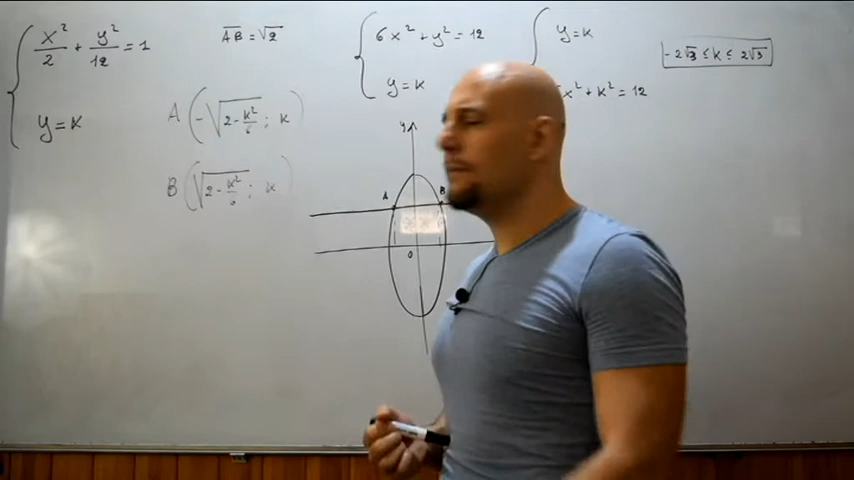 x²/2 + y²/12 = 1
y = k
AB = √2
A (-√(2 - k²/6) ; k)
B (√(2 - k²/6) ; k)
6x² + y² = 12
y = k
y = k
x² + k² = 12
-2√3 ≤ k ≤ 2√3
y
A
B
O